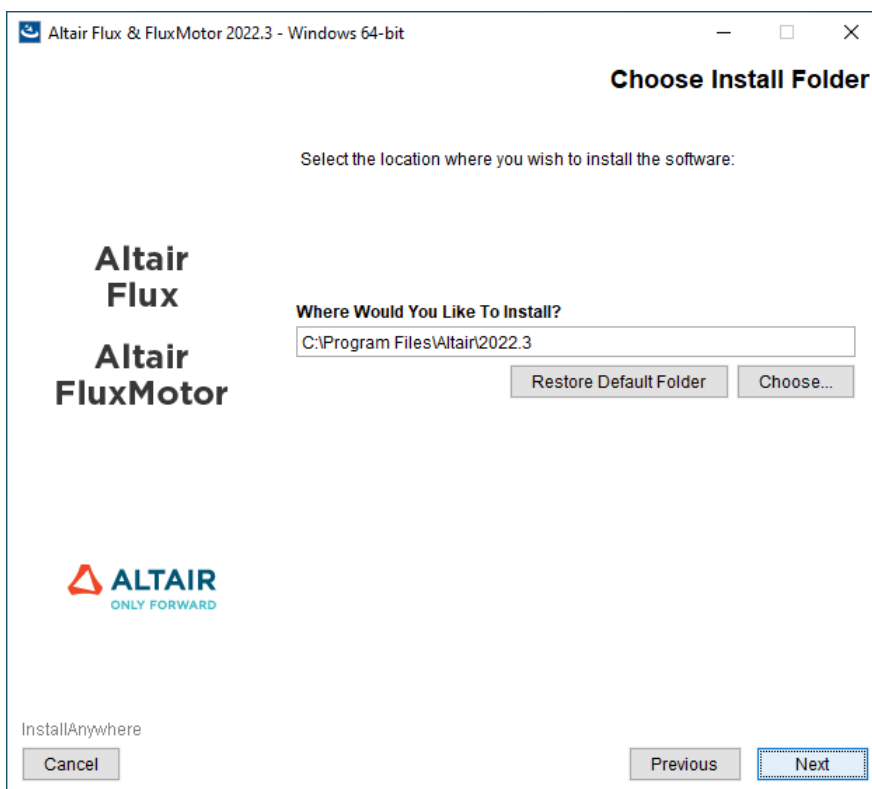 Altair Flux & FluxMotor 2022.3 - Windows 64-bit
Choose Install Folder
Select the location where you wish to install the software:
Altair
Flux
Altair
FluxMotor
Where Would You Like To Install?
C:\Program Files\Altair\2022.3
Restore Default Folder
Choose...
ALTAIR
ONLY FORWARD
InstallAnywhere
Cancel
Previous
Next